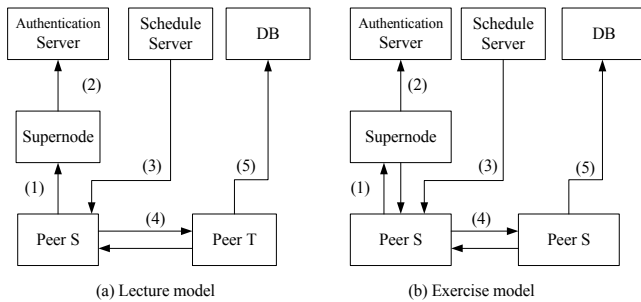 Authentication
Server
Schedule
Server
DB
(2)
Supernode
(3)
(5)
(1)
(4)
Peer S
Peer T
(a) Lecture model
Authentication
Server
Schedule
Server
DB
(2)
Supernode
(3)
(5)
(1)
(4)
Peer S
Peer S
(b) Exercise model